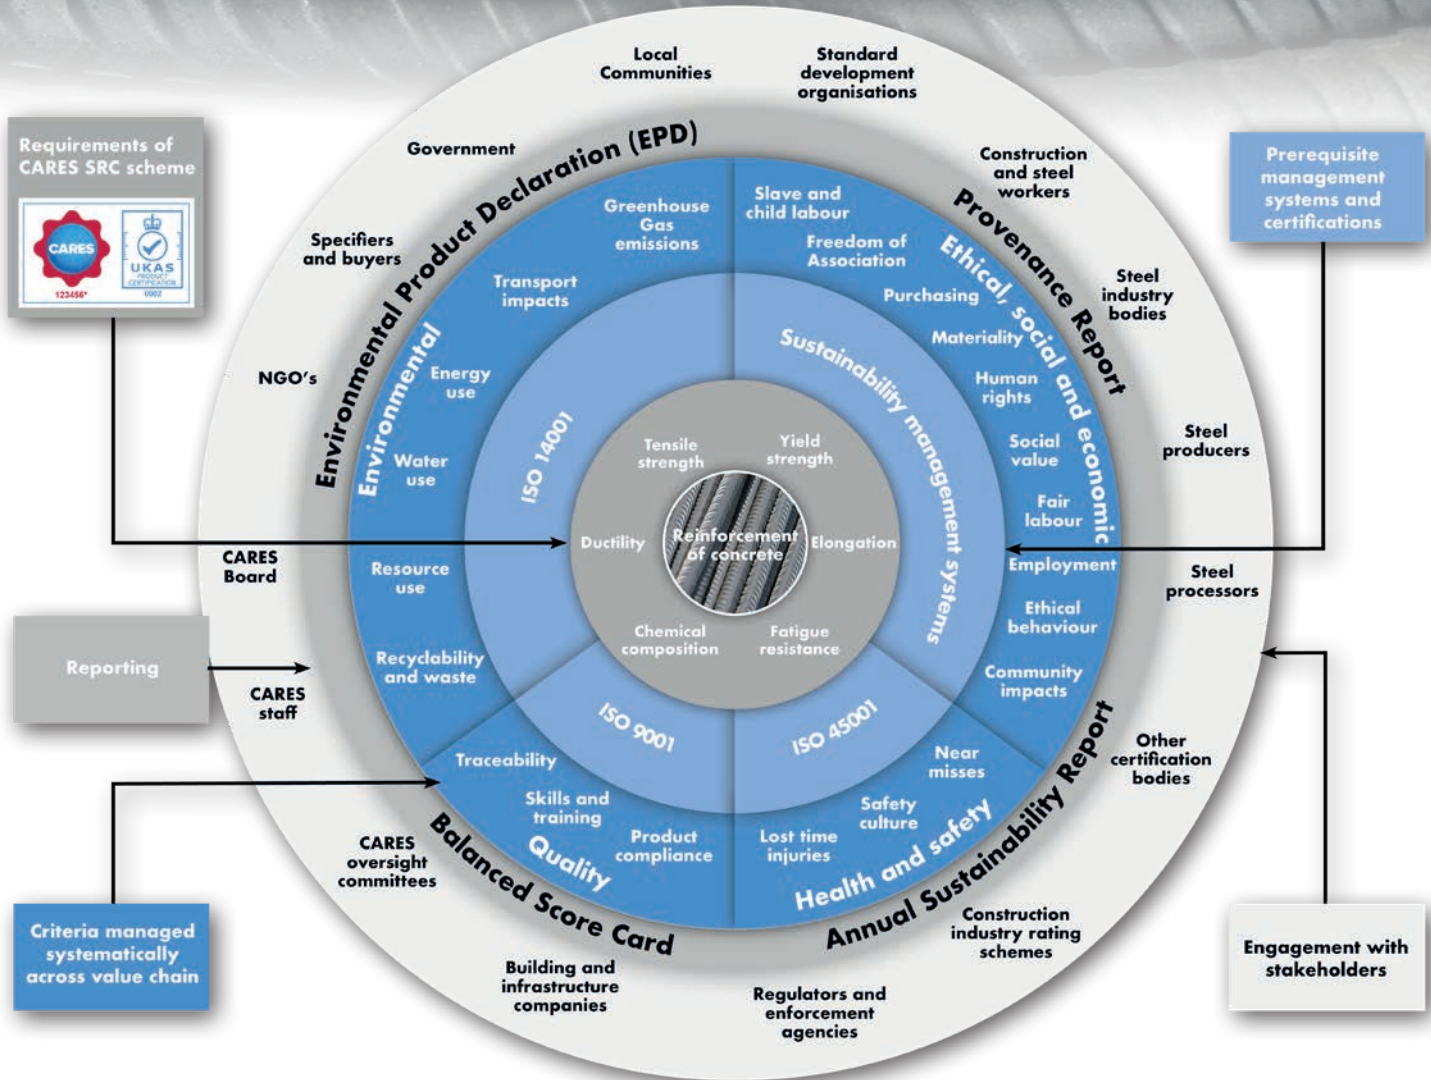 Local
Communities
Standard
development
organisations
Requirements of
CARES SRC scheme
CARES
UKAS
PRODUCT
CERTIFICATION
123456*
0002
Government
Construction
and steel
workers
Prerequisite
management
systems and
certifications
Specifiers
and buyers
Steel
industry
bodies
NGO's
Steel
producers
CARES
Board
Steel
processors
Reporting
CARES
staff
Other
certification
bodies
CARES
oversight
committees
Construction
industry rating
schemes
Criteria managed
systematically
across value chain
Building and
infrastructure
companies
Regulators and
enforcement
agencies
Engagement with
stakeholders
Environmental Product Declaration (EPD)
Provenance Report
Balanced Score Card
Annual Sustainability Report
Environmental
Greenhouse
Gas
emissions
Transport
impacts
Energy
use
Water
use
Resource
use
Recyclability
and waste
Ethical, social and economic
Slave and
child labour
Freedom of
Association
Purchasing
Materiality
Human
rights
Social
value
Fair
labour
Employment
Ethical
behaviour
Community
impacts
Traceability
Skills and
training
Product
compliance
Quality
Near
misses
Safety
culture
Lost time
injuries
Health and safety
ISO 14001
Sustainability management systems
ISO 9001
ISO 45001
Tensile
strength
Yield
strength
Ductility
Reinforcement
of concrete
Elongation
Chemical
composition
Fatigue
resistance